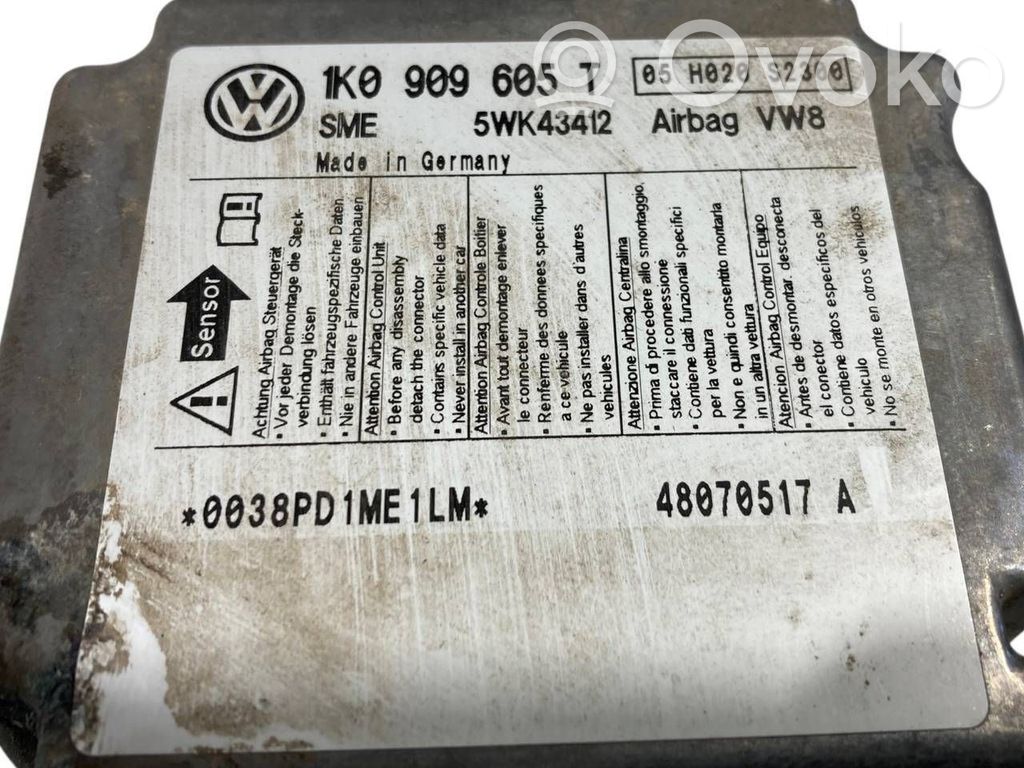 Ovoko
VW
1K0 909 605 T
05 H020 S2300
SME 5WK43412 Airbag VW8
Made in Germany
Sensor
Achtung Airbag Steuergerät
• Vor jeder Demontage die Steck-
verbindung lösen
• Enthält fahrzeugspezifische Daten
• Nie in andere Fahrzeuge einbauen
Attention Airbag Control Unit
• Before any disassembly
detach the connector
• Contains specific vehicle data
• Never install in another car
Attention Airbag Controle Boitier
• Avant tout demontage enlever
le connecteur
• Renferme des donnees specifiques
a ce vehicule
• Ne pas installer dans d'autres
vehicules
Attenzione Airbag Centralina
• Prima di procedere allo smontaggio,
staccare il connessione
• Contiene dati funzionali specifici
per la vettura
• Non e quindi consentito montarla
in un altra vettura
Atencion Airbag Control Equipo
• Antes de desmontar desconecta
el conector
• Contiene datos especificos del
vehiculo
• No se monte en otros vehiculos
*0038PD1ME1LM*
48070517 A